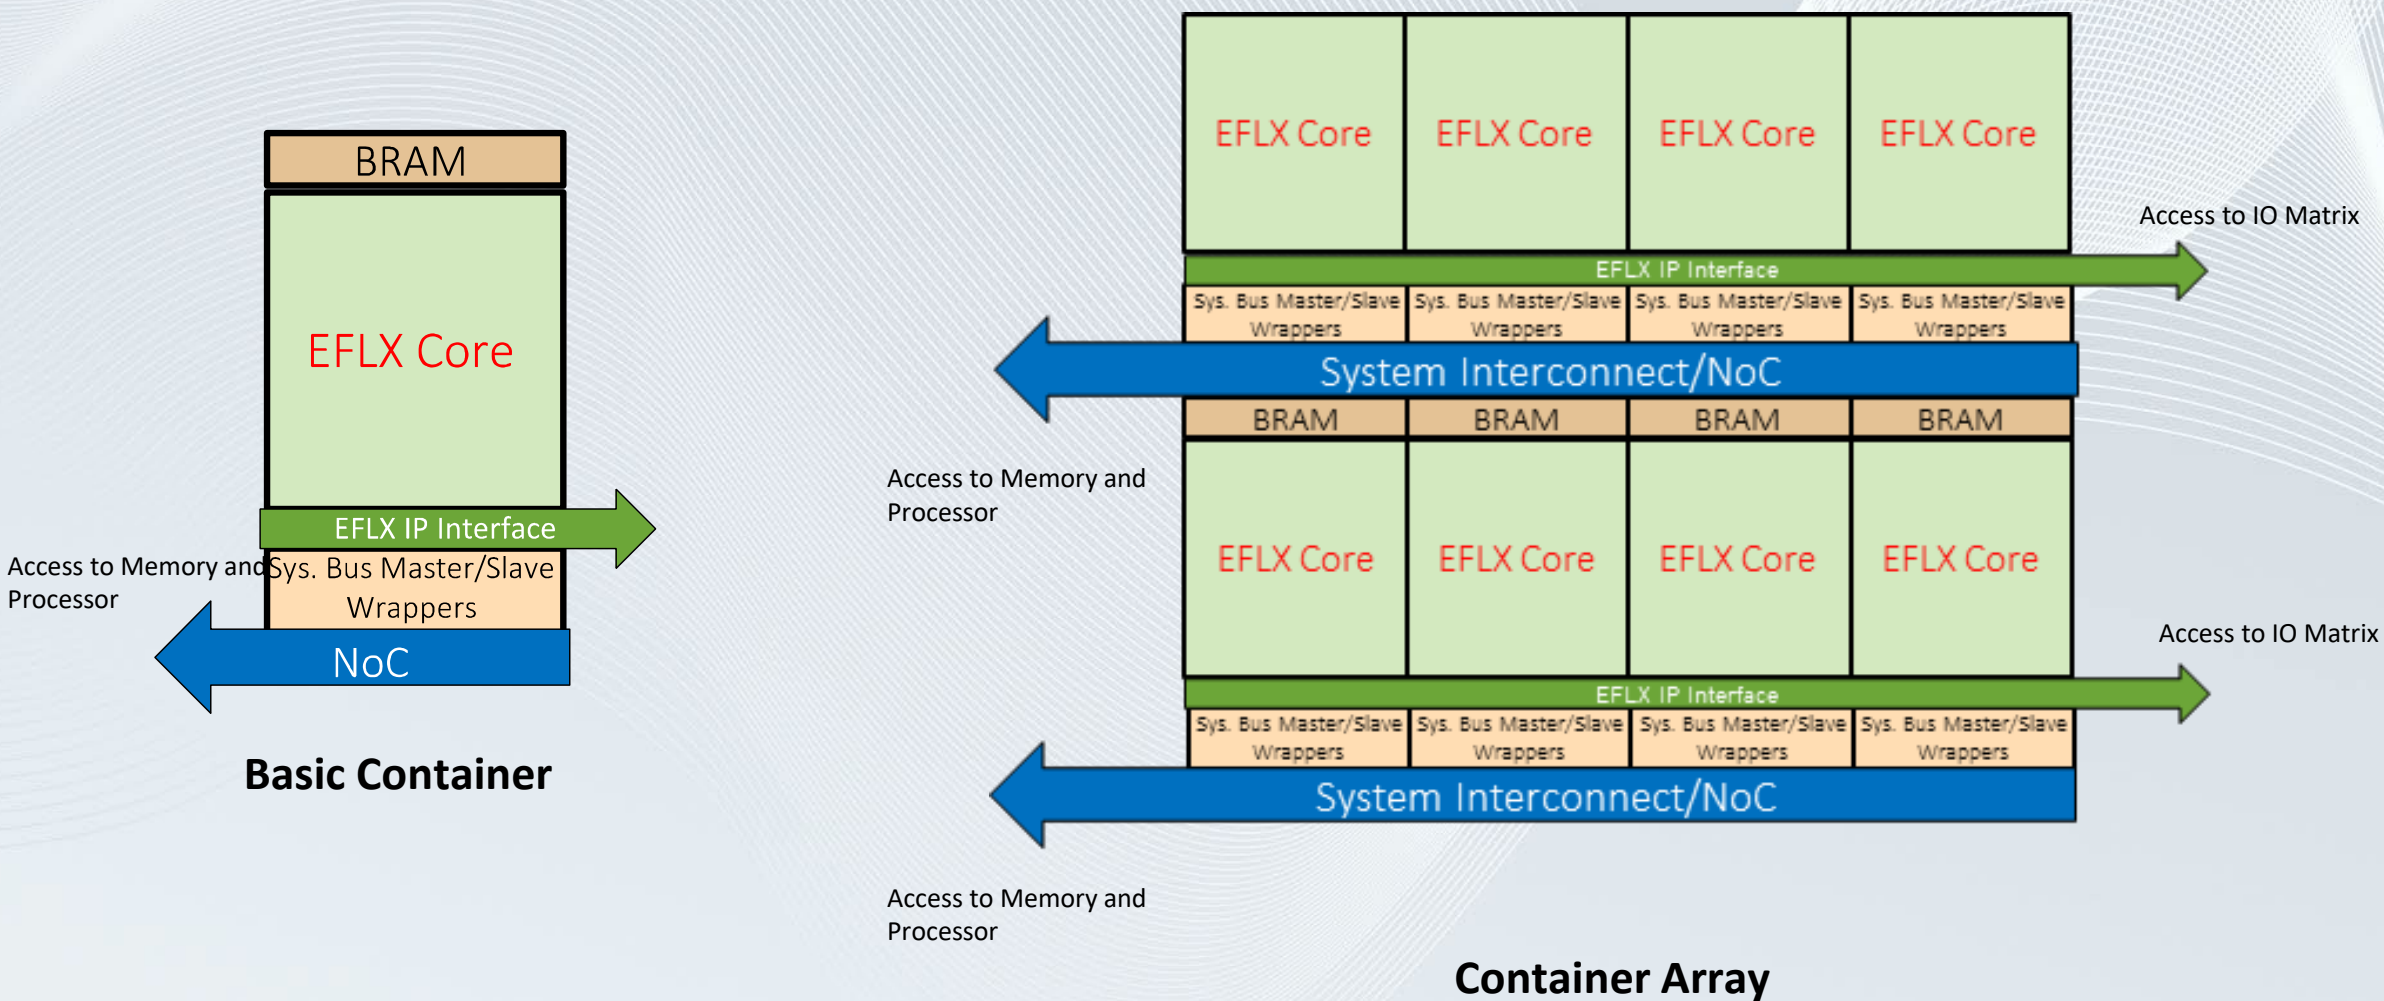 BRAM
EFLX Core
EFLX IP Interface
Access to Memory and
Processor
Sys. Bus Master/Slave
Wrappers
NoC
Basic Container
EFLX Core EFLX Core EFLX Core EFLX Core
Access to IO Matrix
EFLX IP Interface
Sys. Bus Master/Slave Sys. Bus Master/Slave Sys. Bus Master/Slave Sys. Bus Master/Slave
Wrappers Wrappers Wrappers Wrappers
System Interconnect/NoC
BRAM BRAM BRAM BRAM
Access to Memory and
Processor
EFLX Core EFLX Core EFLX Core EFLX Core
Access to IO Matrix
EFLX IP Interface
Sys. Bus Master/Slave Sys. Bus Master/Slave Sys. Bus Master/Slave Sys. Bus Master/Slave
Wrappers Wrappers Wrappers Wrappers
System Interconnect/NoC
Access to Memory and
Processor
Container Array